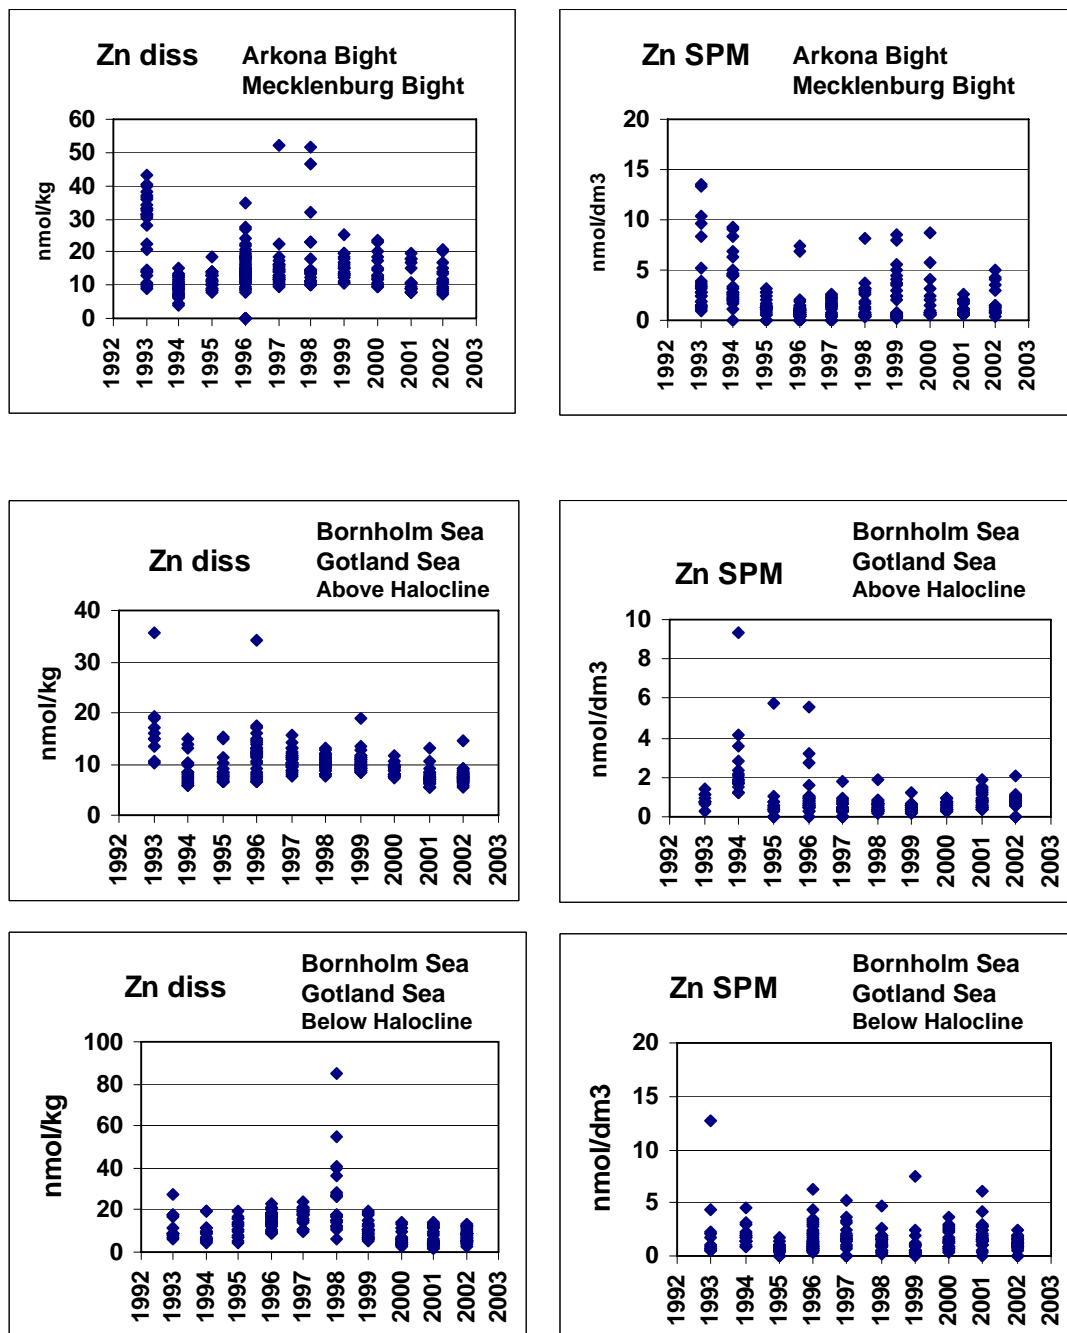 Zn diss
Arkona Bight
Mecklenburg Bight
nmol/kg
60
50
40
30
20
10
0
1992 1993 1994 1995 1996 1997 1998 1999 2000 2001 2002 2003
Zn SPM
Arkona Bight
Mecklenburg Bight
nmol/dm3
20
15
10
5
0
1992 1993 1994 1995 1996 1997 1998 1999 2000 2001 2002 2003
Zn diss
Bornholm Sea
Gotland Sea
Above Halocline
nmol/kg
40
30
20
10
0
1992 1993 1994 1995 1996 1997 1998 1999 2000 2001 2002 2003
Zn SPM
Bornholm Sea
Gotland Sea
Above Halocline
nmol/dm3
10
8
6
4
2
0
1992 1993 1994 1995 1996 1997 1998 1999 2000 2001 2002 2003
Zn diss
Bornholm Sea
Gotland Sea
Below Halocline
nmol/kg
100
80
60
40
20
0
1992 1993 1994 1995 1996 1997 1998 1999 2000 2001 2002 2003
Zn SPM
Bornholm Sea
Gotland Sea
Below Halocline
nmol/dm3
20
15
10
5
0
1992 1993 1994 1995 1996 1997 1998 1999 2000 2001 2002 2003